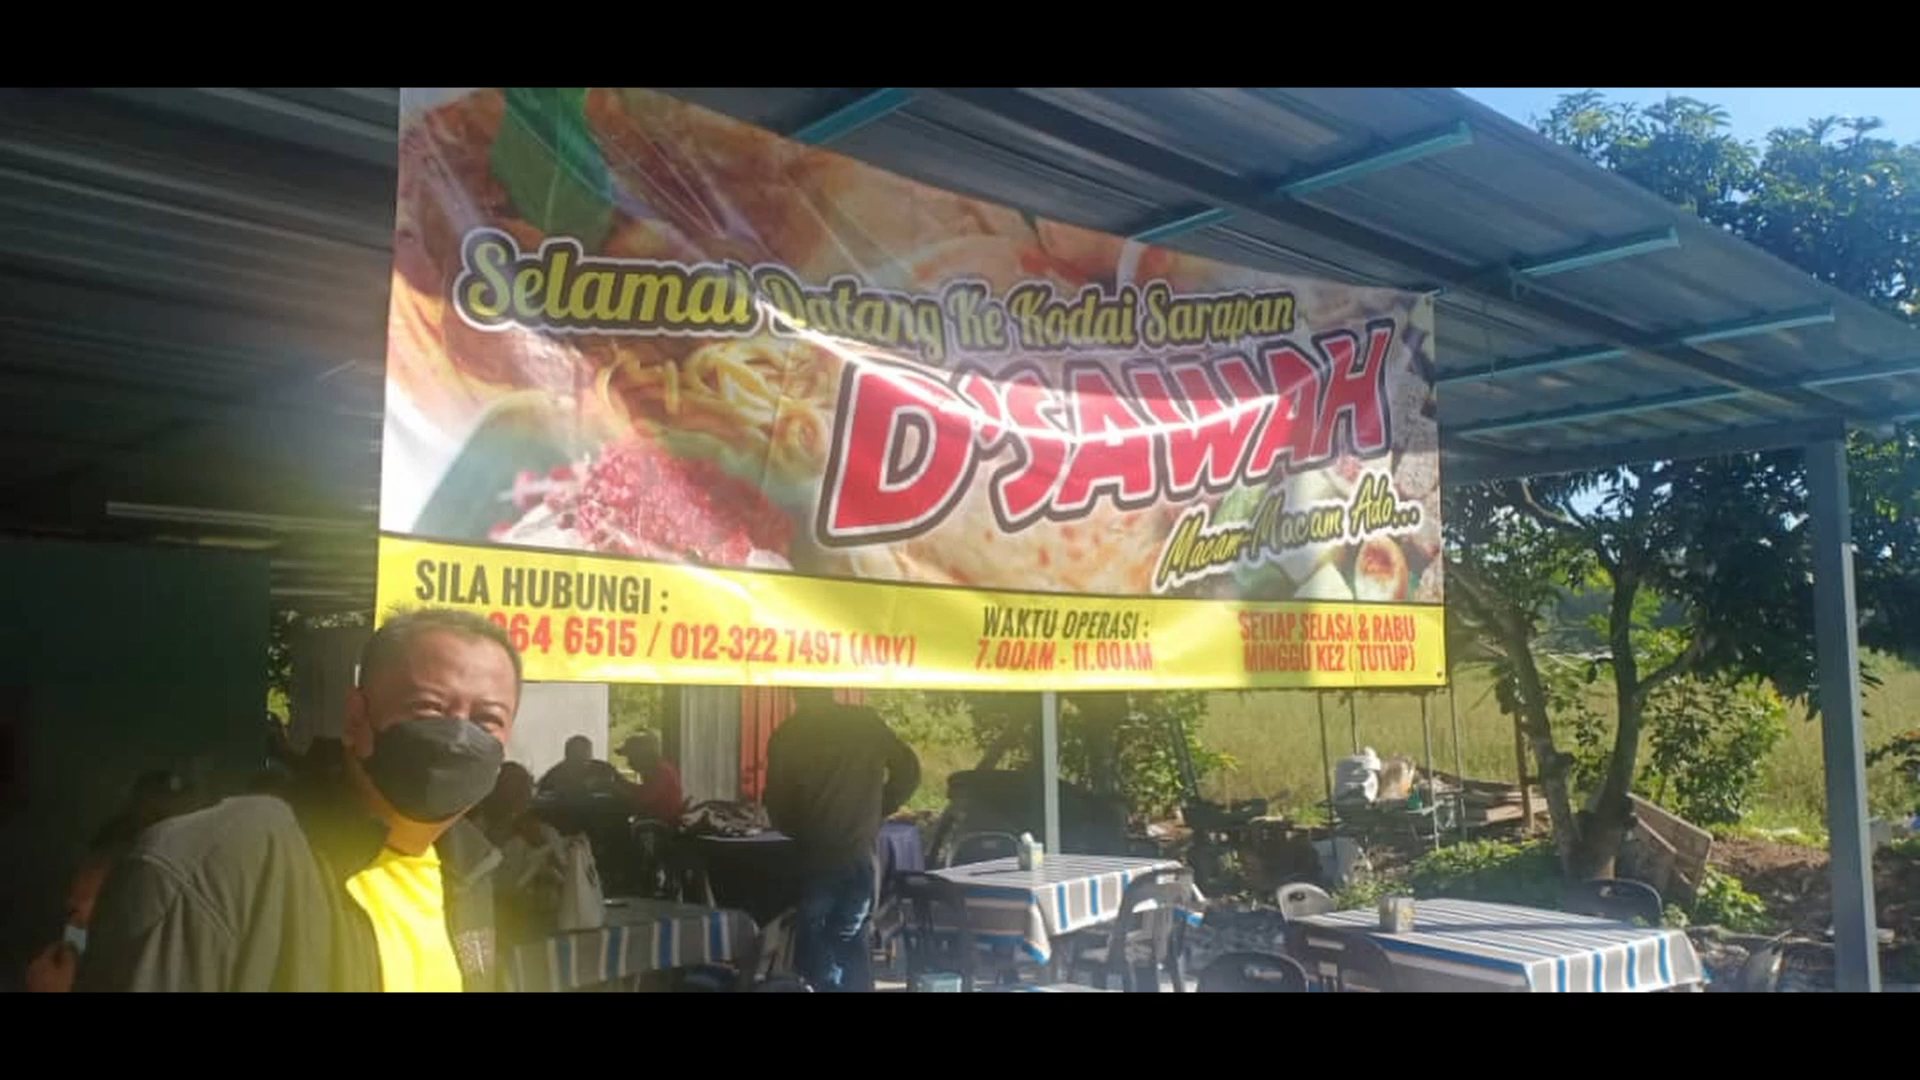 Selamat Datang Ke Kodai Sarapan
D'SAWAH
Macam-Macam Ado...
SILA HUBUNGI :
64 6515 / 012-322 7497 (ADY)
WAKTU OPERASI :
7.00AM - 11.00AM
SETIAP SELASA & RABU
MINGGU KE2 (TUTUP)